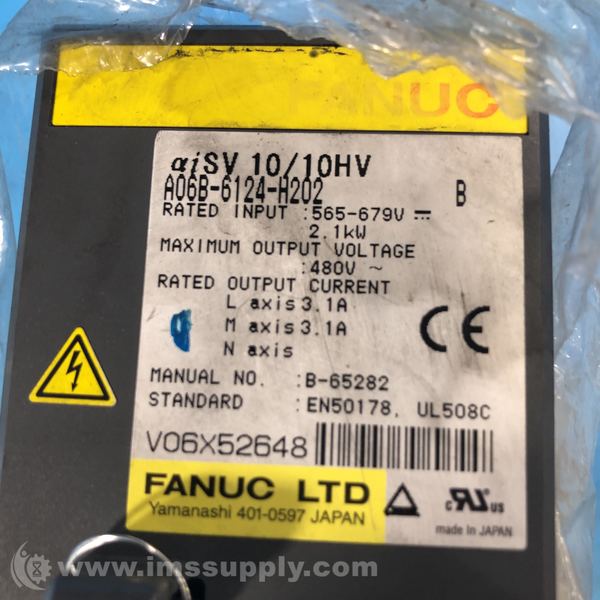 FANUC
αiSV 10/10HV
A06B-6124-H202 B
RATED INPUT :565-679V ⎓
2.1kW
MAXIMUM OUTPUT VOLTAGE
:480V ~
RATED OUTPUT CURRENT
L axis 3.1A
M axis 3.1A
N axis
CE
MANUAL NO. :B-65282
STANDARD :EN50178, UL508C
V06X52648
FANUC LTD
Yamanashi 401-0597 JAPAN
c RU us
made in JAPAN
© www.imssupply.com/fanuc